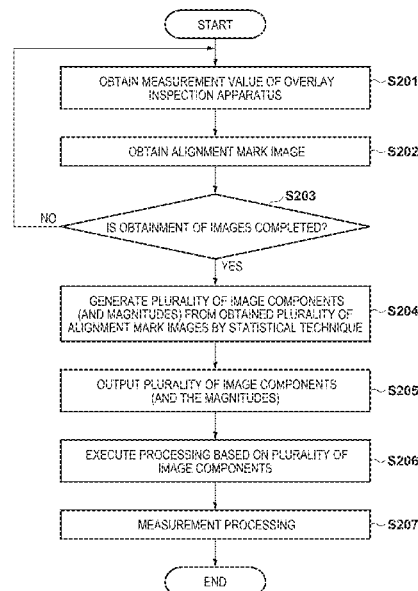 START
OBTAIN MEASUREMENT VALUE OF OVERLAY
INSPECTION APPARATUS
S201
OBTAIN ALIGNMENT MARK IMAGE
S202
S203
IS OBTAINMENT OF IMAGES COMPLETED?
NO
YES
GENERATE PLURALITY OF IMAGE COMPONENTS
(AND MAGNITUDES) FROM OBTAINED PLURALITY OF
ALIGNMENT MARK IMAGES BY STATISTICAL TECHNIQUE
S204
OUTPUT PLURALITY OF IMAGE COMPONENTS
(AND THE MAGNITUDES)
S205
EXECUTE PROCESSING BASED ON PLURALITY OF
IMAGE COMPONENTS
S206
MEASUREMENT PROCESSING
S207
END